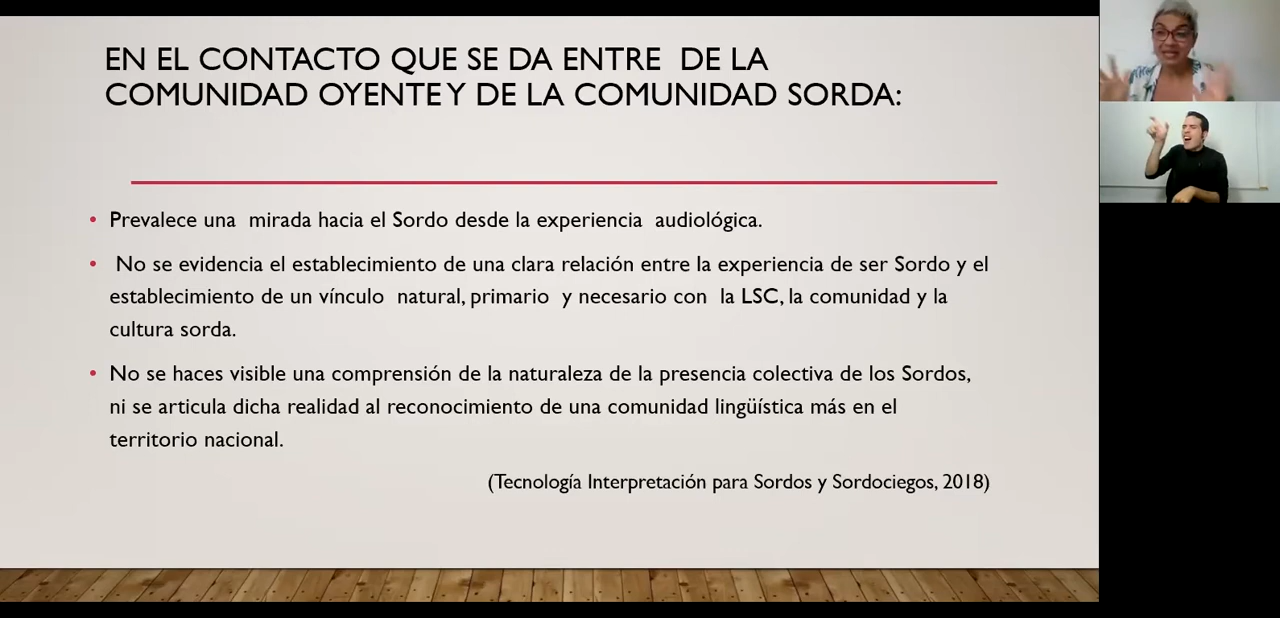 EN EL CONTACTO QUE SE DA ENTRE DE LA
COMUNIDAD OYENTE Y DE LA COMUNIDAD SORDA:
• Prevalece una mirada hacia el Sordo desde la experiencia audiológica.
• No se evidencia el establecimiento de una clara relación entre la experiencia de ser Sordo y el
establecimiento de un vínculo natural, primario y necesario con la LSC, la comunidad y la
cultura sorda.
• No se haces visible una comprensión de la naturaleza de la presencia colectiva de los Sordos,
ni se articula dicha realidad al reconocimiento de una comunidad lingüística más en el
territorio nacional.
(Tecnología Interpretación para Sordos y Sordociegos, 2018)